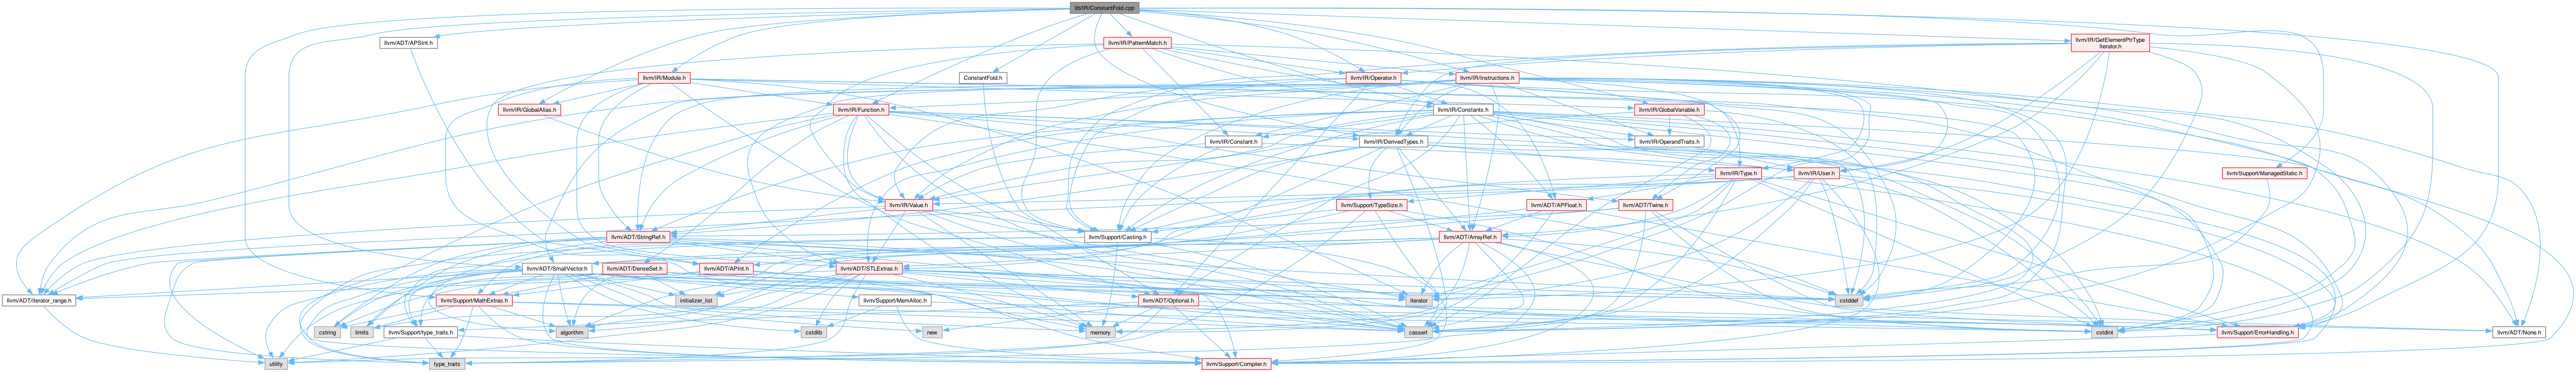 lib/IR/ConstantFold.cpp
llvm/ADT/APSInt.h
llvm/IR/PatternMatch.h
llvm/IR/GetElementPtrType
Iterator.h
llvm/IR/Module.h
ConstantFold.h
llvm/IR/Operator.h
llvm/IR/Instructions.h
llvm/IR/GlobalAlias.h
llvm/IR/Function.h
llvm/IR/Constants.h
llvm/IR/GlobalVariable.h
llvm/IR/Constant.h
llvm/IR/DerivedTypes.h
llvm/IR/OperandTraits.h
llvm/IR/Type.h
llvm/IR/User.h
llvm/Support/ManagedStatic.h
llvm/IR/Value.h
llvm/Support/TypeSize.h
llvm/ADT/APFloat.h
llvm/ADT/Twine.h
llvm/ADT/StringRef.h
llvm/Support/Casting.h
llvm/ADT/ArrayRef.h
llvm/ADT/SmallVector.h
llvm/ADT/DenseSet.h
llvm/ADT/APInt.h
llvm/ADT/STLExtras.h
llvm/ADT/iterator_range.h
llvm/Support/MathExtras.h
initializer_list
llvm/Support/MemAlloc.h
llvm/ADT/Optional.h
iterator
cstddef
cstring
limits
llvm/Support/type_traits.h
algorithm
cstdlib
new
memory
cassert
cstdint
llvm/Support/ErrorHandling.h
llvm/ADT/None.h
utility
type_traits
llvm/Support/Compiler.h